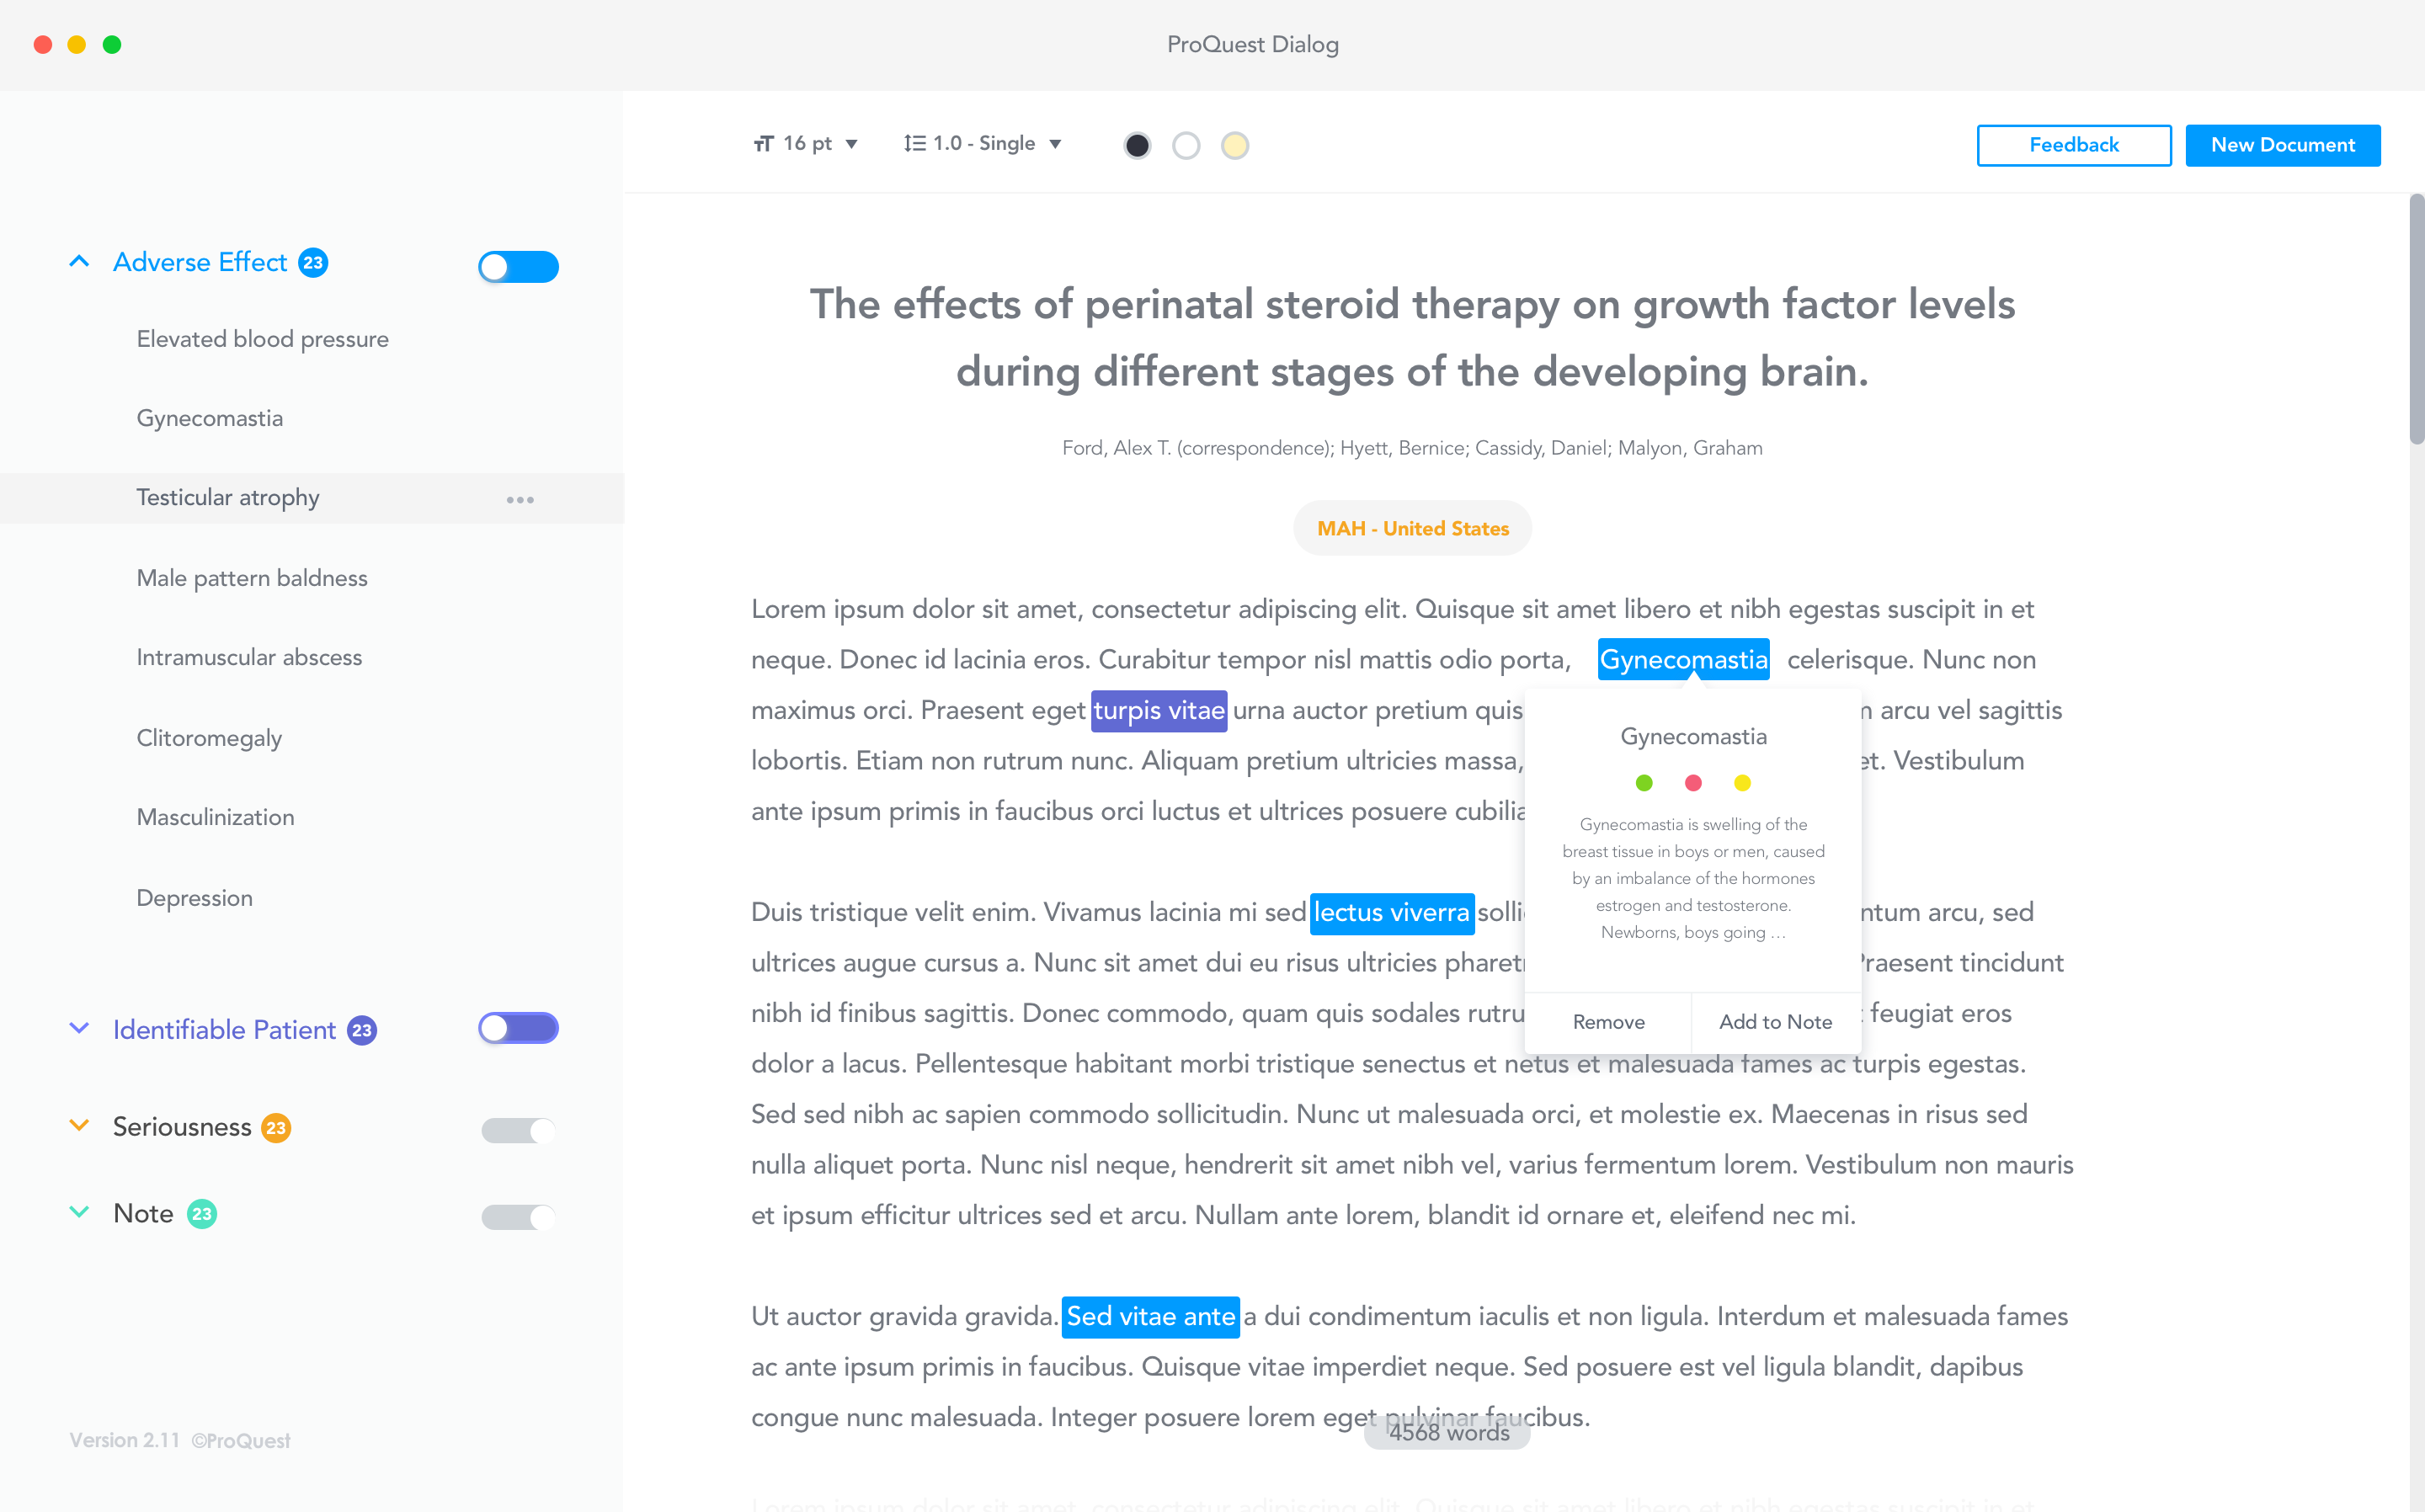 ProQuest Dialog
16 pt
1.0 - Single
Feedback
New Document
Adverse Effect 23
Elevated blood pressure
Gynecomastia
Testicular atrophy
Male pattern baldness
Intramuscular abscess
Clitoromegaly
Masculinization
Depression
Identifiable Patient 23
Seriousness 23
Note 23
Version 2.11 ©ProQuest
The effects of perinatal steroid therapy on growth factor levels
during different stages of the developing brain.
Ford, Alex T. (correspondence); Hyett, Bernice; Cassidy, Daniel; Malyon, Graham
MAH - United States
Lorem ipsum dolor sit amet, consectetur adipiscing elit. Quisque sit amet libero et nibh egestas suscipit in et
neque. Donec id lacinia eros. Curabitur tempor nisl mattis odio porta, Gynecomastia celerisque. Nunc non
maximus orci. Praesent eget turpis vitae urna auctor pretium quis arcu vel sagittis
lobortis. Etiam non rutrum nunc. Aliquam pretium ultricies massa, et. Vestibulum
ante ipsum primis in faucibus orci luctus et ultrices posuere cubilia
Gynecomastia
Gynecomastia is swelling of the
breast tissue in boys or men, caused
by an imbalance of the hormones
estrogen and testosterone.
Newborns, boys going …
Remove
Add to Note
Duis tristique velit enim. Vivamus lacinia mi sed lectus viverra solli ntum arcu, sed
ultrices augue cursus a. Nunc sit amet dui eu risus ultricies pharet Praesent tincidunt
nibh id finibus sagittis. Donec commodo, quam quis sodales rutru feugiat eros
dolor a lacus. Pellentesque habitant morbi tristique senectus et netus et malesuada fames ac turpis egestas.
Sed sed nibh ac sapien commodo sollicitudin. Nunc ut malesuada orci, et molestie ex. Maecenas in risus sed
nulla aliquet porta. Nunc nisl neque, hendrerit sit amet nibh vel, varius fermentum lorem. Vestibulum non mauris
et ipsum efficitur ultrices sed et arcu. Nullam ante lorem, blandit id ornare et, eleifend nec mi.
Ut auctor gravida gravida. Sed vitae ante a dui condimentum iaculis et non ligula. Interdum et malesuada fames
ac ante ipsum primis in faucibus. Quisque vitae imperdiet neque. Sed posuere est vel ligula blandit, dapibus
congue nunc malesuada. Integer posuere lorem eget pulvinar faucibus.
4568 words
Lorem ipsum dolor sit amet, consectetur adipiscing elit. Quisque sit amet libero et nibh egestas suscipit in et